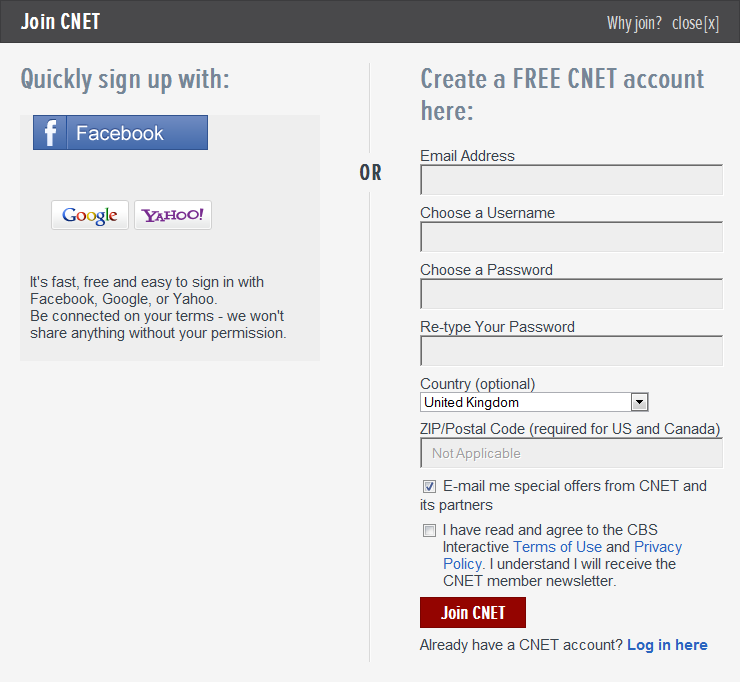 Join CNET
Why join? close[x]
Quickly sign up with:
f Facebook
Google YAHOO!
It's fast, free and easy to sign in with
Facebook, Google, or Yahoo.
Be connected on your terms - we won't
share anything without your permission.
OR
Create a FREE CNET account
here:
Email Address
Choose a Username
Choose a Password
Re-type Your Password
Country (optional)
United Kingdom
ZIP/Postal Code (required for US and Canada)
Not Applicable
E-mail me special offers from CNET and
its partners
I have read and agree to the CBS
Interactive Terms of Use and Privacy
Policy. I understand I will receive the
CNET member newsletter.
Join CNET
Already have a CNET account? Log in here